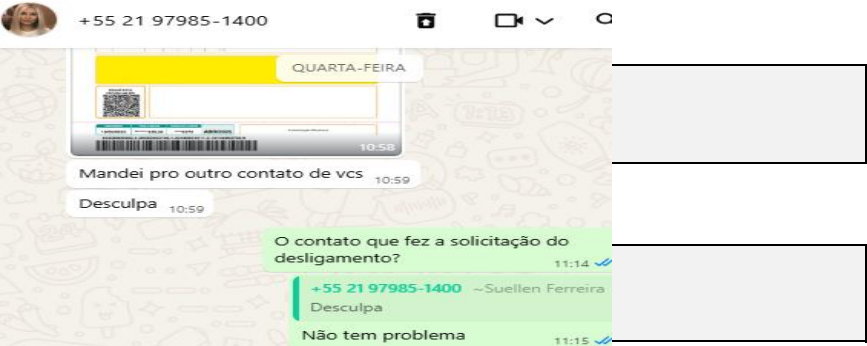 +55 21 97985-1400
QUARTA-FEIRA
10:58
Mandei pro outro contato de vcs 10:59
Desculpa 10:59
O contato que fez a solicitação do
desligamento?
11:14
+55 21 97985-1400 ~Suellen Ferreira
Desculpa
Não tem problema
11:15